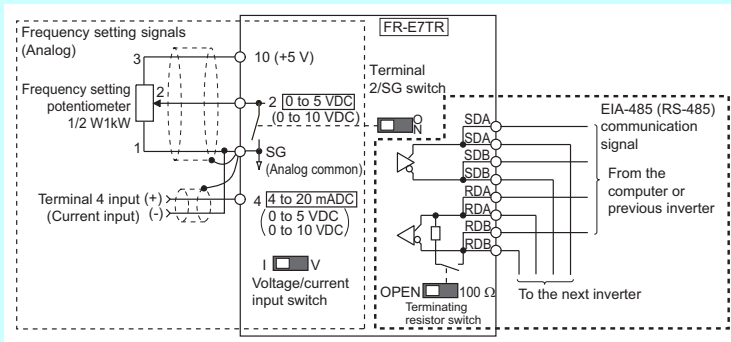 Frequency setting signals
(Analog)
3
Frequency setting
potentiometer
1/2 W1kW
2
1
Terminal 4 input (+)
(Current input) (-)
10 (+5 V)
2 0 to 5 VDC
(0 to 10 VDC)
SG
(Analog common)
4 4 to 20 mADC
(0 to 5 VDC
0 to 10 VDC)
I V
Voltage/current
input switch
FR-E7TR
Terminal
2/SG switch
O
N
SDA
SDA
SDB
SDB
RDA
RDA
RDB
RDB
OPEN 100 Ω
Terminating
resistor switch
EIA-485 (RS-485)
communication
signal
From the
computer or
previous inverter
To the next inverter